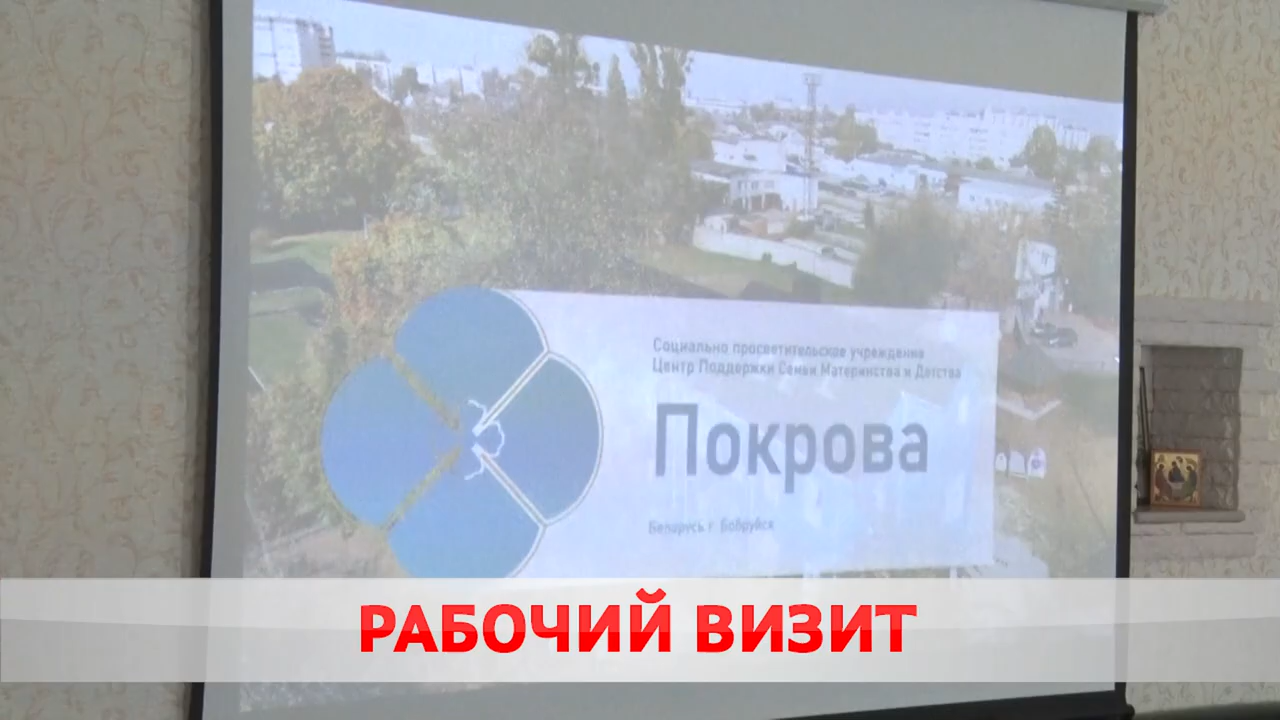 Социально просветительское учреждение
Центр Поддержки Семьи Материнства и Детства
Покрова
Беларусь г. Бобруйск
РАБОЧИЙ ВИЗИТ